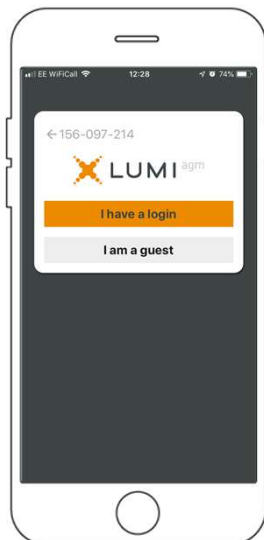 EE WiFiCall 12:28 74%
←156-097-214
LUMI agm
I have a login
I am a guest